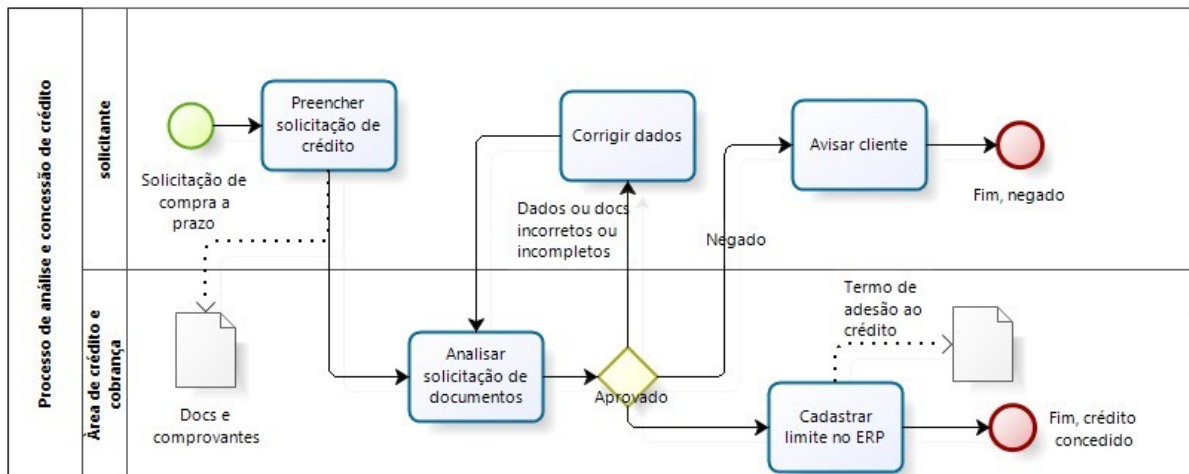 Processo de análise e concessão de crédito
solicitante
Solicitação de
compra a
prazo
Preencher
solicitação de
crédito
Corrigir dados
Dados ou docs
incorretos ou
incompletos
Negado
Avisar cliente
Fim, negado
Área de crédito e
cobrança
Docs e
comprovantes
Analisar
solicitação de
documentos
Aprovado
Termo de
adesão ao
crédito
Cadastrar
limite no ERP
Fim, crédito
concedido